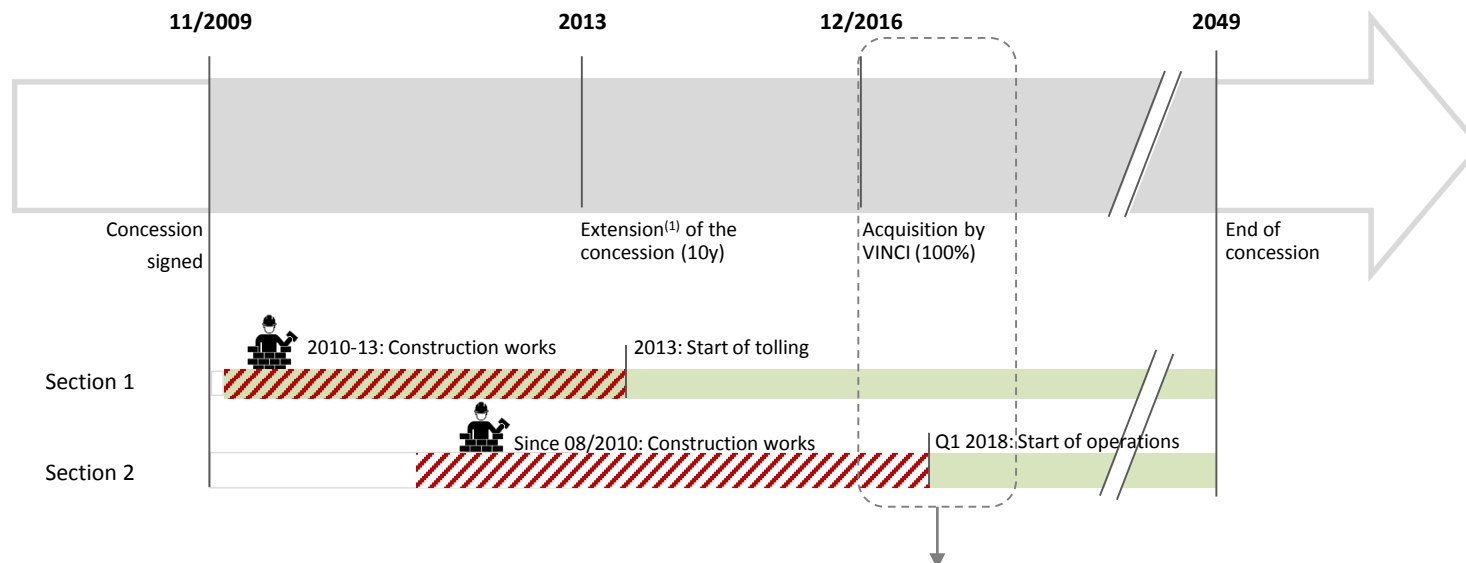 11/2009
2013
12/2016
2049
Concession
signed
Extension(1) of the
concession (10y)
Acquisition by
VINCI (100%)
End of
concession
2010-13: Construction works
2013: Start of tolling
Section 1
Since 08/2010: Construction works
Q1 2018: Start of operations
Section 2